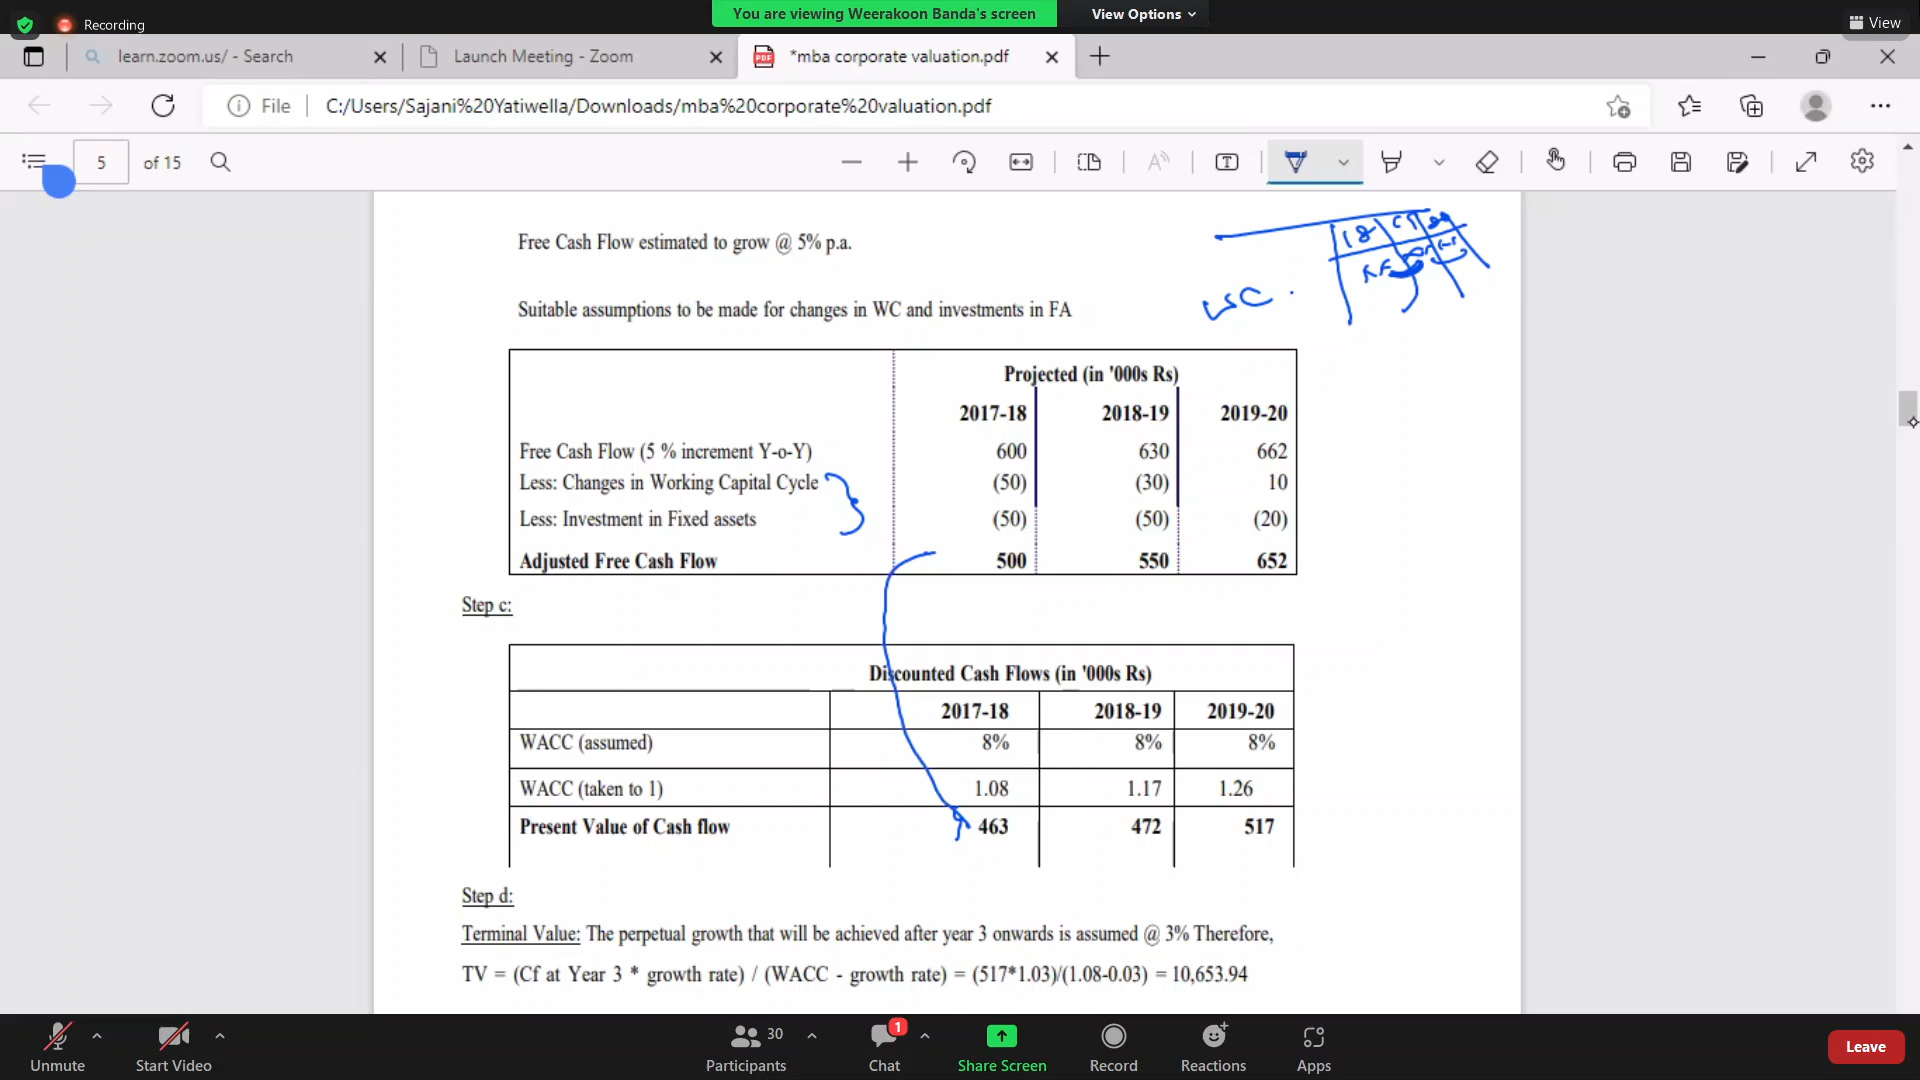 Recording
You are viewing Weerakoon Banda's screen
View Options
View
learn.zoom.us/ - Search
Launch Meeting - Zoom
PDF
*mba corporate valuation.pdf
File
C:/Users/Sajani%20Yatiwella/Downloads/mba%20corporate%20valuation.pdf
5 of 15
Free Cash Flow estimated to grow @ 5% p.a.
18
WC
Suitable assumptions to be made for changes in WC and investments in FA
Projected (in '000s Rs)
2017-18 2018-19 2019-20
Free Cash Flow (5 % increment Y-o-Y) 600 630 662
Less: Changes in Working Capital Cycle (50) (30) 10
Less: Investment in Fixed assets (50) (50) (20)
Adjusted Free Cash Flow 500 550 652
Step c:
Discounted Cash Flows (in '000s Rs)
2017-18 2018-19 2019-20
WACC (assumed) 8% 8% 8%
WACC (taken to 1) 1.08 1.17 1.26
Present Value of Cash flow 463 472 517
Step d:
Terminal Value: The perpetual growth that will be achieved after year 3 onwards is assumed @ 3% Therefore,
TV = (Cf at Year 3 * growth rate) / (WACC - growth rate) = (517*1.03)/(1.08-0.03) = 10,653.94
Unmute
Start Video
30
Participants
1
Chat
Share Screen
Record
Reactions
Apps
Leave